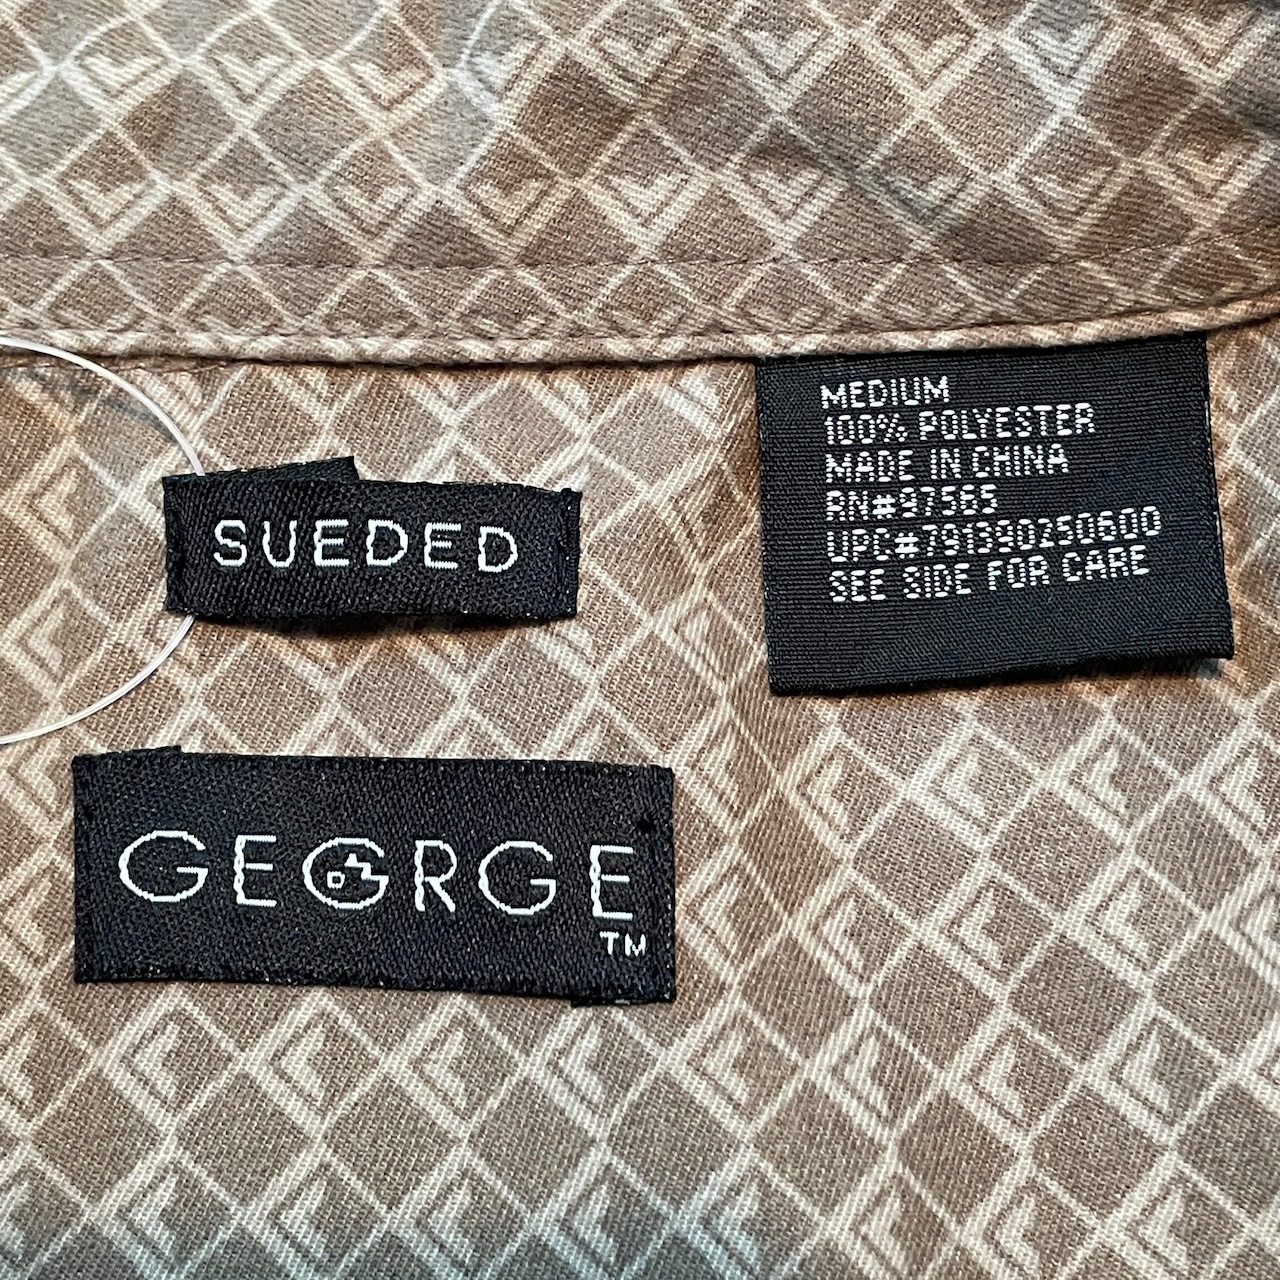 MEDIUM
100% POLYESTER
MADE IN CHINA
RN#97565
UPC#791390250600
SEE SIDE FOR CARE
SUEDED
GEORGE
TM